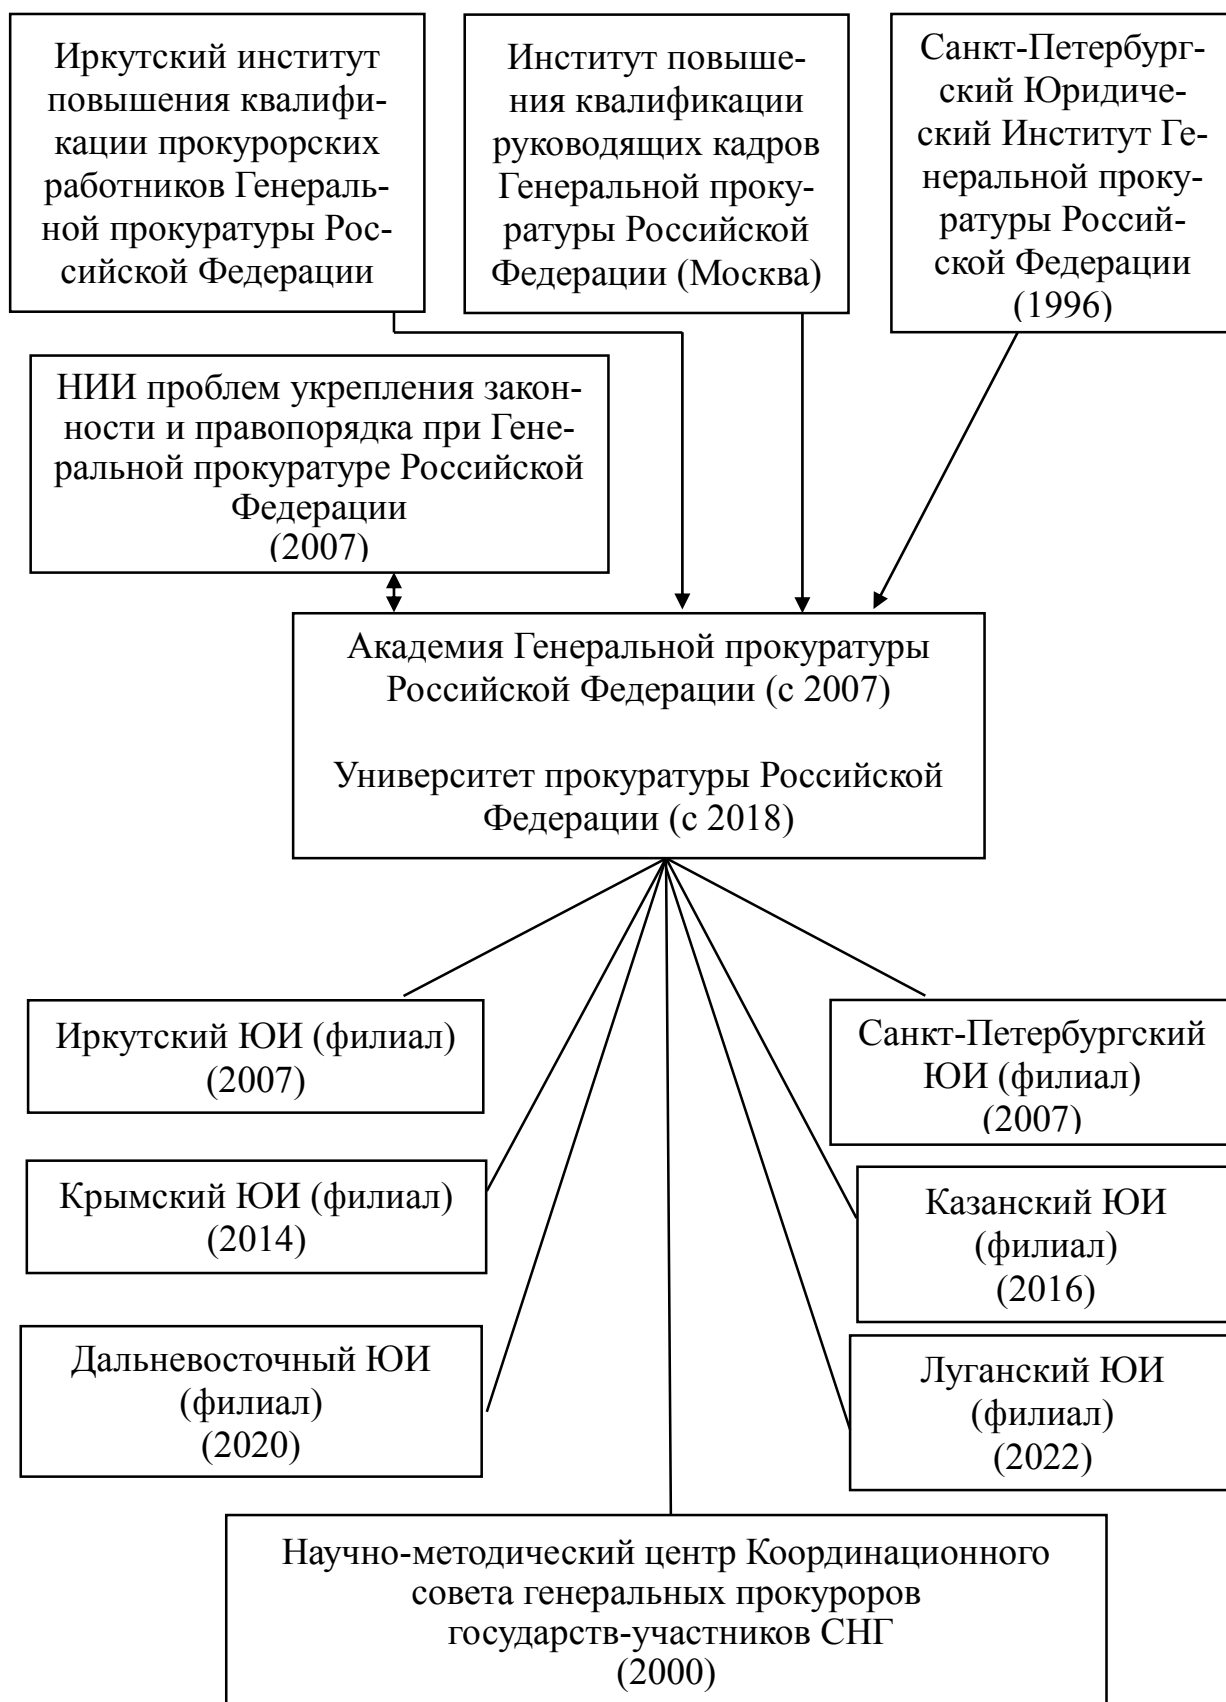 Иркутский институт
повышения квалифи-
кации прокурорских
работников Генераль-
ной прокуратуры Рос-
сийской Федерации
Институт повыше-
ния квалификации
руководящих кадров
Генеральной проку-
ратуры Российской
Федерации (Москва)
Санкт-Петербург-
ский Юридиче-
ский Институт Ге-
неральной проку-
ратуры Россий-
ской Федерации
(1996)
НИИ проблем укрепления закон-
ности и правопорядка при Гене-
ральной прокуратуре Российской
Федерации
(2007)
Академия Генеральной прокуратуры
Российской Федерации (с 2007)
Университет прокуратуры Российской
Федерации (с 2018)
Иркутский ЮИ (филиал)
(2007)
Санкт-Петербургский
ЮИ (филиал)
(2007)
Крымский ЮИ (филиал)
(2014)
Казанский ЮИ
(филиал)
(2016)
Дальневосточный ЮИ
(филиал)
(2020)
Луганский ЮИ
(филиал)
(2022)
Научно-методический центр Координационного
совета генеральных прокуроров
государств-участников СНГ
(2000)